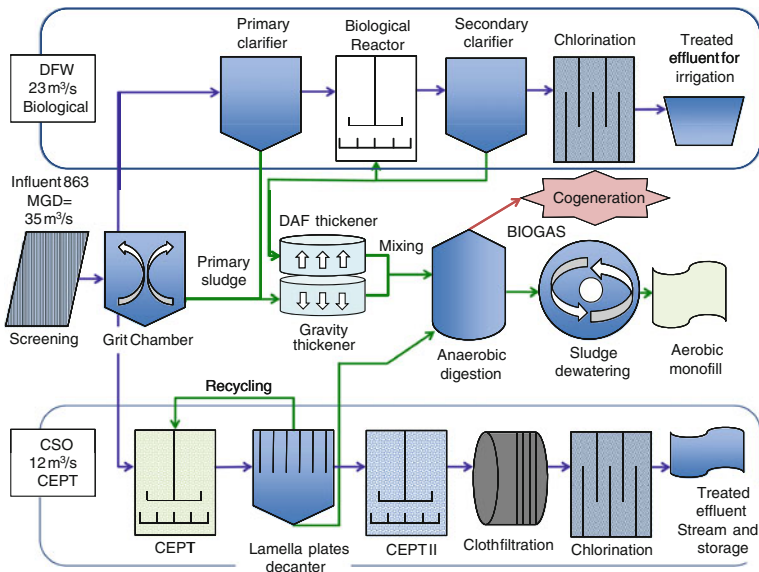 Primary
clarifier
Biological
Reactor
Secondary
clarifier
Chlorination
Treated
effluent for
irrigation
DFW
23 m³/s
Biological
Influent 863
MGD=
35 m³/s
Cogeneration
DAF thickener
BIOGAS
Mixing
Primary
sludge
Screening
Grit Chamber
Gravity
thickener
Anaerobic
digestion
Sludge
dewatering
Aerobic
monofill
Recycling
CSO
12 m³/s
CEPT
CEPT
Lamella plates
decanter
CEPT II
Clothfiltration
Chlorination
Treated
effluent
Stream and
storage